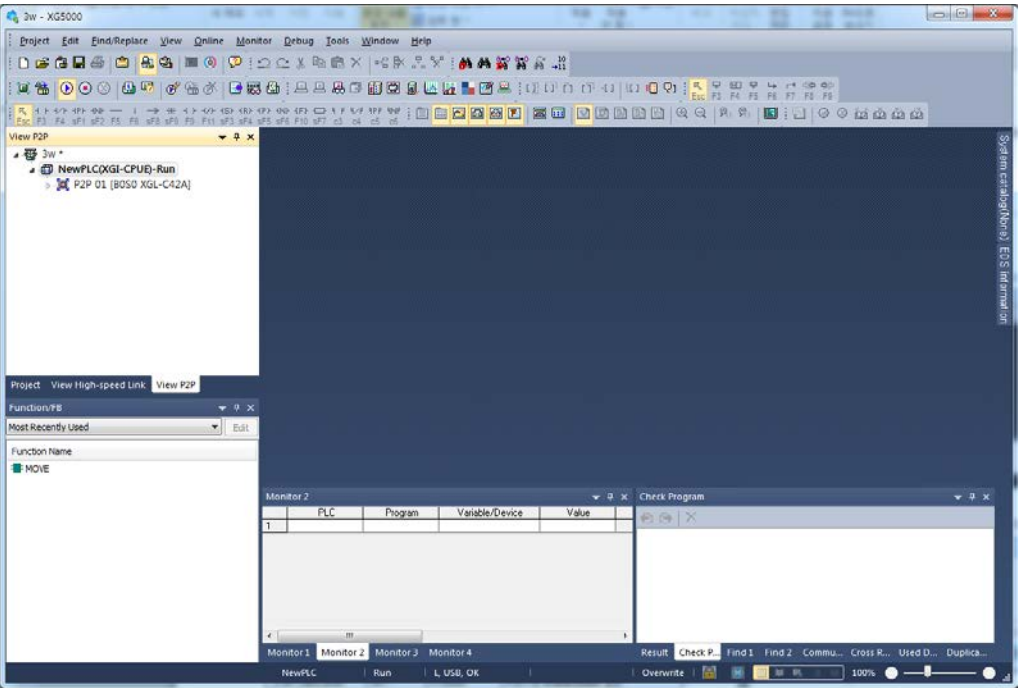 3w - XG5000
Project Edit Find/Replace View Online Monitor Debug Tools Window Help
View P2P
3w *
NewPLC(XGI-CPUE)-Run
P2P 01 [B0S0 XGL-C42A]
System catalog(None) EDS information
Project View High-speed Link View P2P
Function/FB
Most Recently Used Edit
Function Name
MOVE
Monitor 2
PLC Program Variable/Device Value
1
Monitor 1 Monitor 2 Monitor 3 Monitor 4
Check Program
Result Check P... Find 1 Find 2 Commu... Cross R... Used D... Duplica...
NewPLC Run L, USB, OK Overwrite 100%